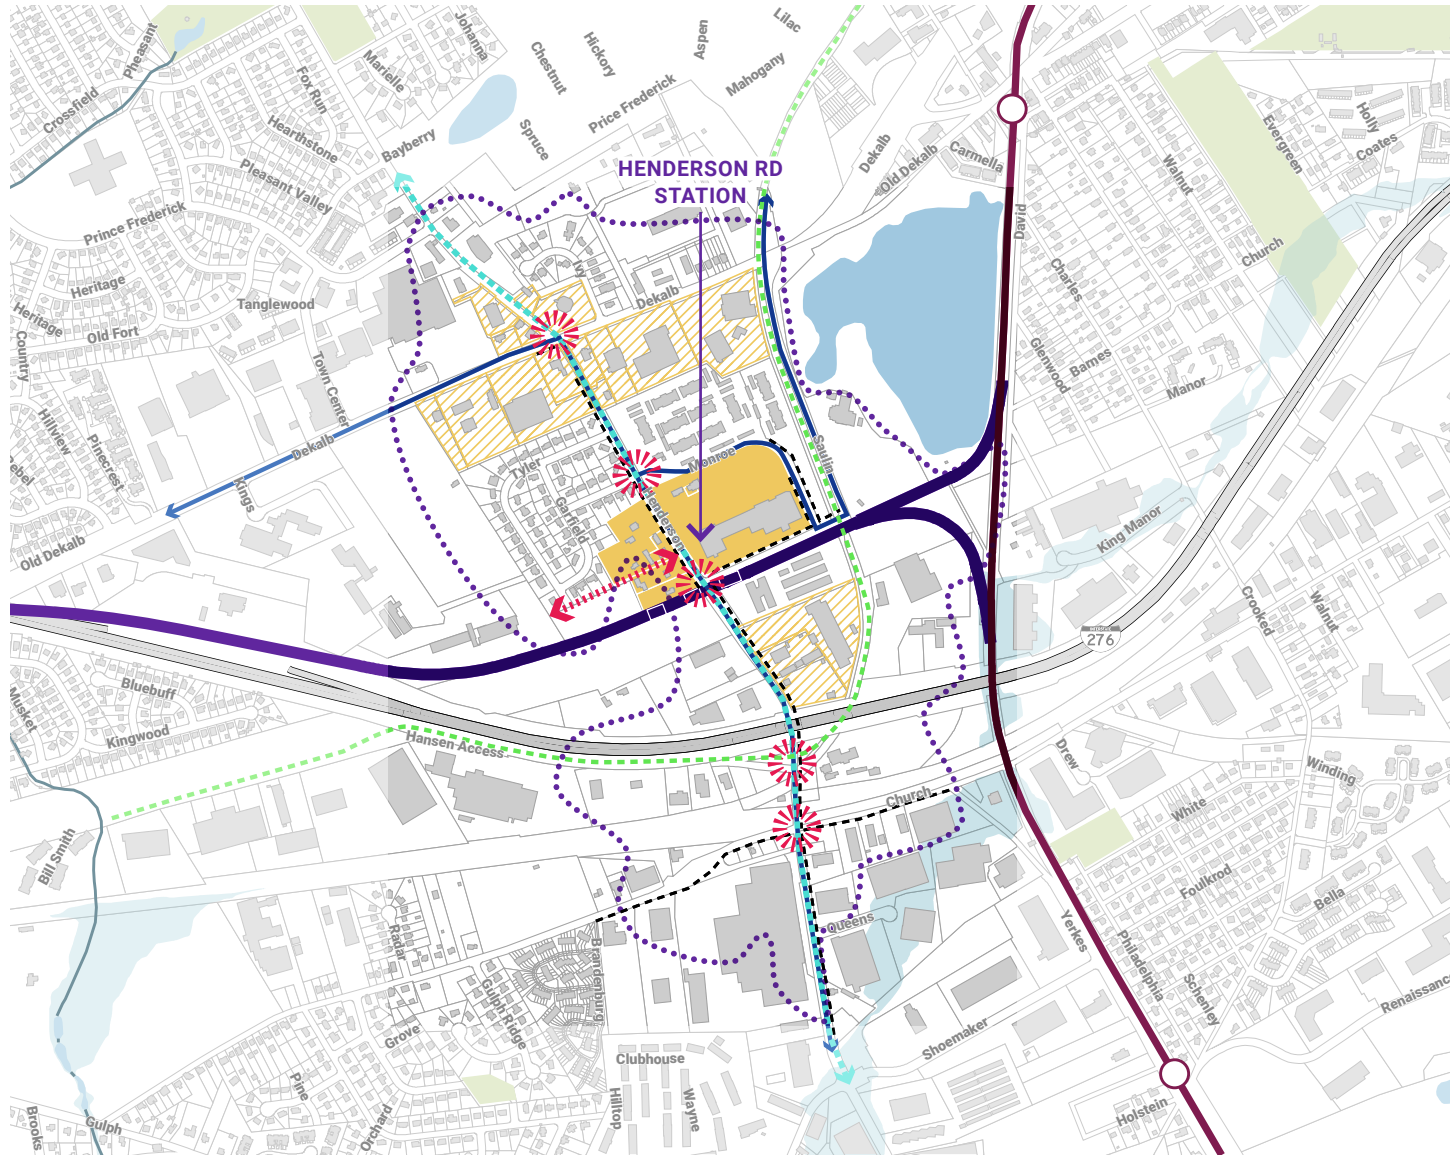 Pheasant
Crossfield
Fox Run
Marielle
Johanna
Chestnut
Hickory
Aspen
Lilac
Mahogany
Price Frederick
Spruce
Bayberry
Hearthstone
Pleasant Valley
Prince Frederick
Heritage
Heritage
Old Fort
Country
Tanglewood
Town Center
HENDERSON RD
STATION
Dekalb
Old Dekalb
Carmella
David
Walnut
Evergreen
Holly
Coates
Church
Charles
Glenwood
Barnes
Manor
Ivy
Dekalb
Hillview
Pinecrest
Dekalb
Kings
Old Dekalb
Tyler
Garfield
Monroe
Henderson
Saulin
King Manor
Crooked
Walnut
276
Musket
Bluebuff
Kingwood
Hansen Access
Church
Drew
Winding
White
Foulkrod
Bella
Bill Smith
Radar
Gulph Ridge
Brandenburg
Queens
Yerkes
Philadelphia
Schenley
Renaissance
Shoemaker
Grove
Pine
Orchard
Clubhouse
Hilltop
Wayne
Holstein
Brooks
Gulph